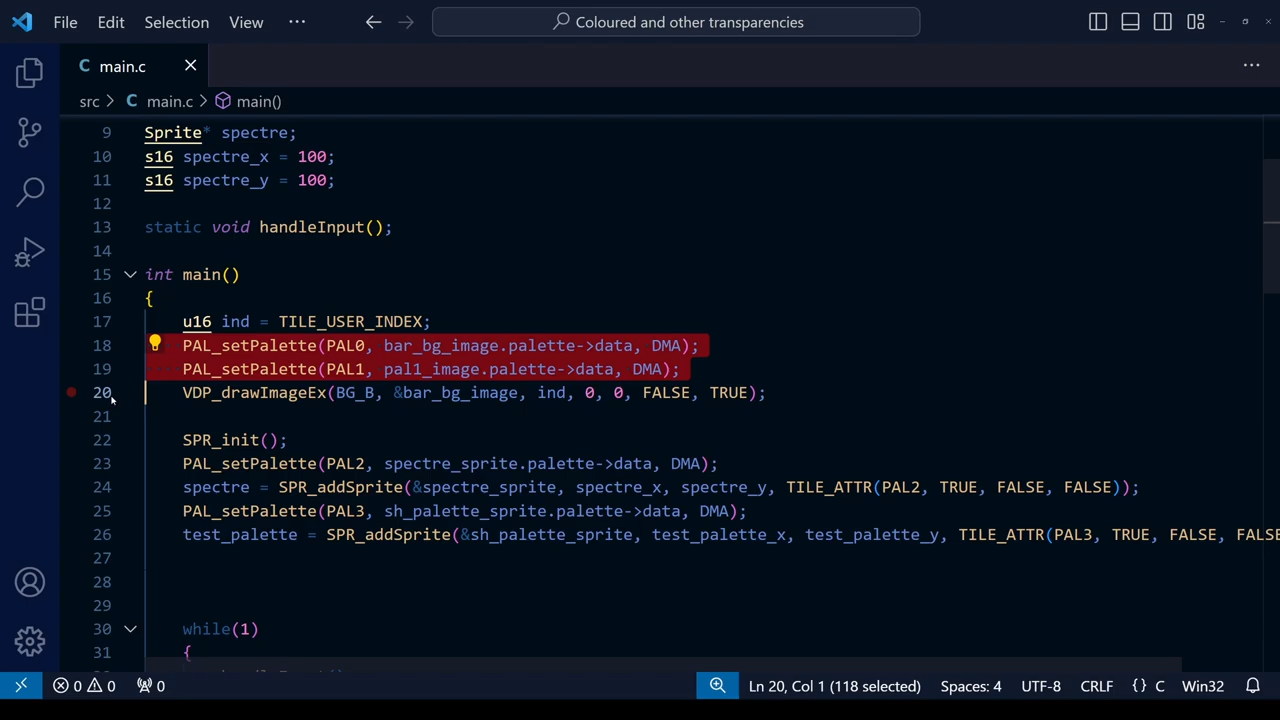 File Edit Selection View ··· Coloured and other transparencies
C main.c
src > C main.c > main()
9 Sprite* spectre;
10 s16 spectre_x = 100;
11 s16 spectre_y = 100;
12
13 static void handleInput();
14
15 int main()
16 {
17 u16 ind = TILE_USER_INDEX;
18 PAL_setPalette(PAL0, bar_bg_image.palette->data, DMA);
19 PAL_setPalette(PAL1, pal1_image.palette->data, DMA);
20 VDP_drawImageEx(BG_B, &bar_bg_image, ind, 0, 0, FALSE, TRUE);
21
22 SPR_init();
23 PAL_setPalette(PAL2, spectre_sprite.palette->data, DMA);
24 spectre = SPR_addSprite(&spectre_sprite, spectre_x, spectre_y, TILE_ATTR(PAL2, TRUE, FALSE, FALSE));
25 PAL_setPalette(PAL3, sh_palette_sprite.palette->data, DMA);
26 test_palette = SPR_addSprite(&sh_palette_sprite, test_palette_x, test_palette_y, TILE_ATTR(PAL3, TRUE, FALSE, FALSE
27
28
29
30 while(1)
31 {
0 0 0 Ln 20, Col 1 (118 selected) Spaces: 4 UTF-8 CRLF {} C Win32